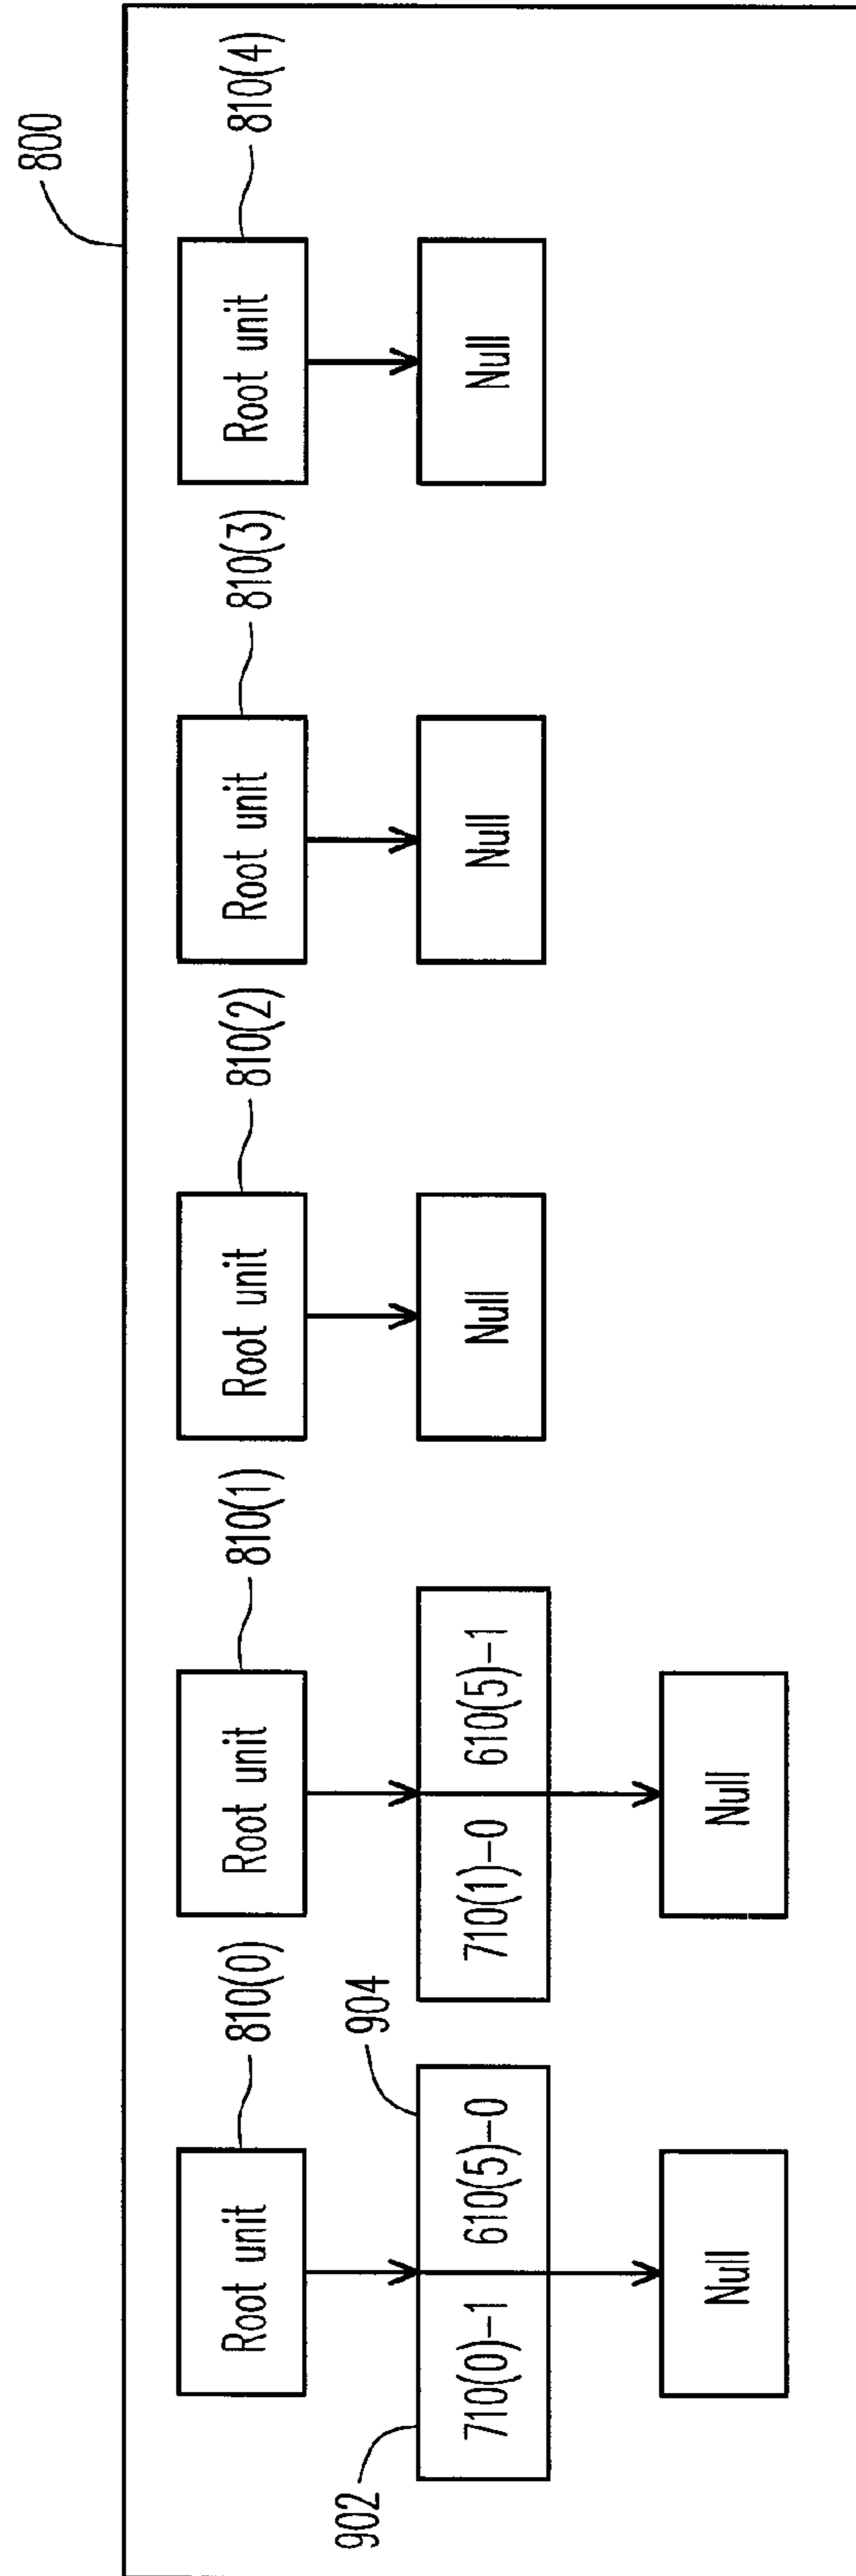 800
810(0)
810(1)
810(2)
810(3)
810(4)
Root unit
Root unit
Root unit
Root unit
Root unit
902
904
710(0)-1
610(5)-0
710(1)-0
610(5)-1
Null
Null
Null
Null
Null